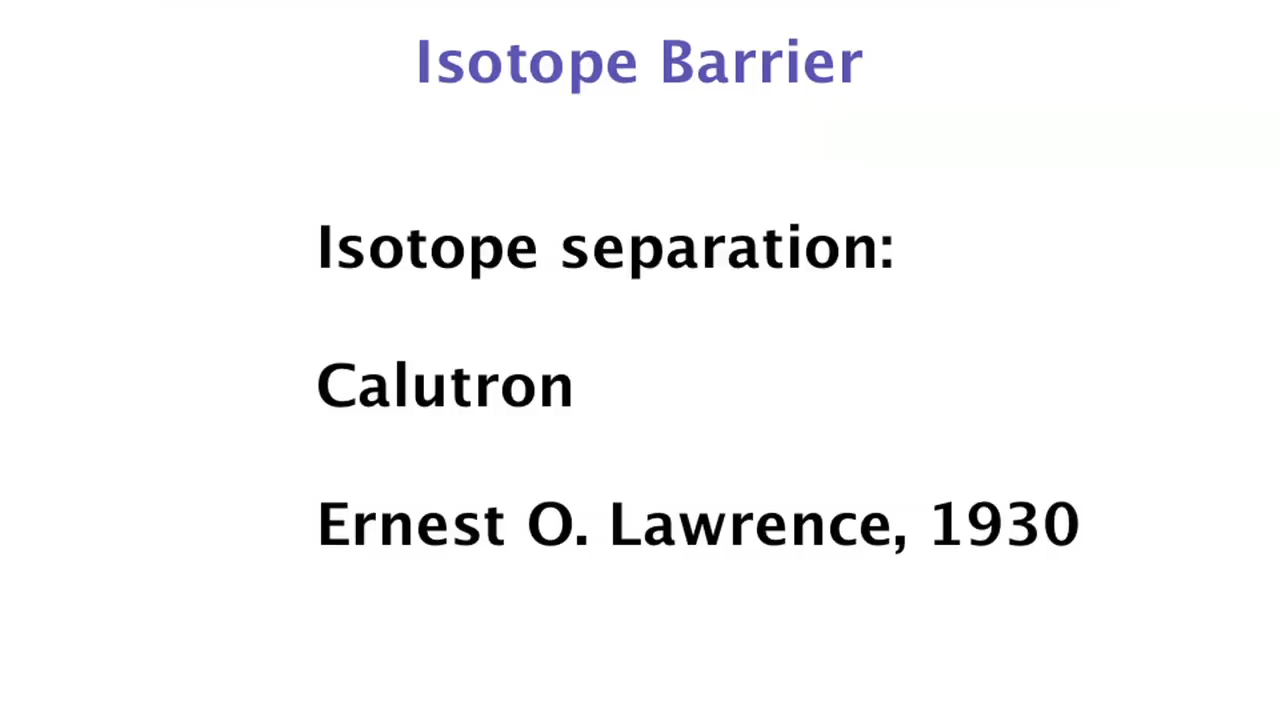 Isotope Barrier
Isotope separation:
Calutron
Ernest O. Lawrence, 1930